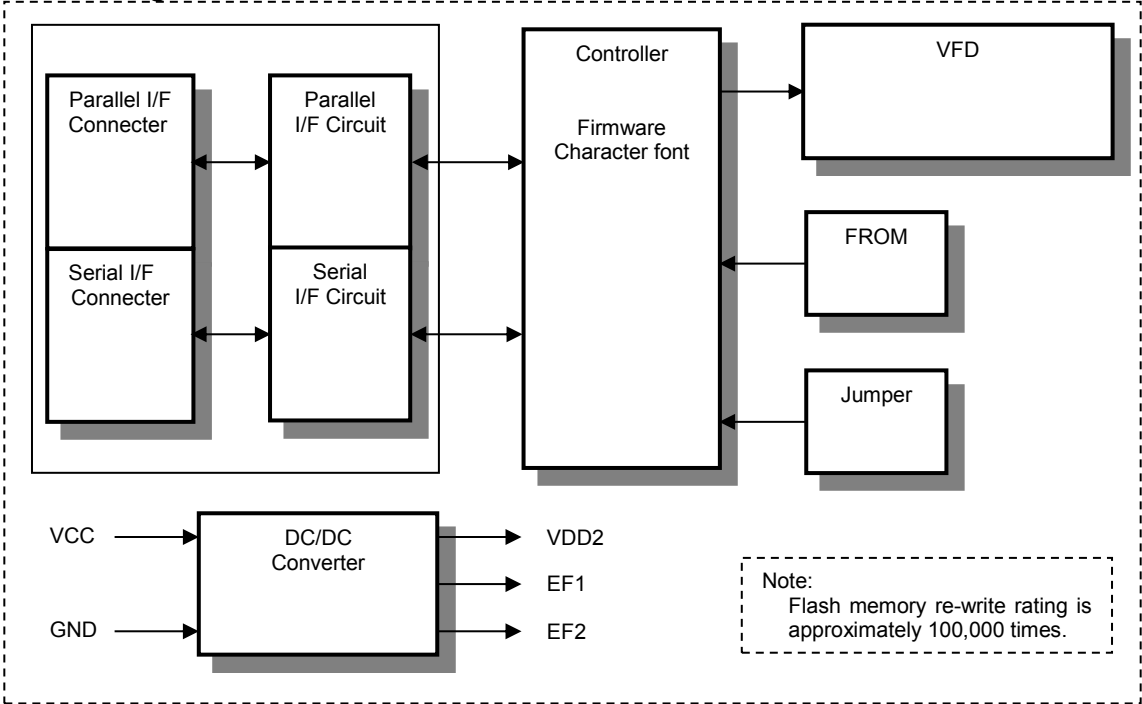 Parallel I/F
Connecter
Parallel
I/F Circuit
Serial I/F
Connecter
Serial
I/F Circuit
Controller
Firmware
Character font
VFD
FROM
Jumper
VCC
GND
DC/DC
Converter
VDD2
EF1
EF2
Note:
Flash memory re-write rating is
approximately 100,000 times.